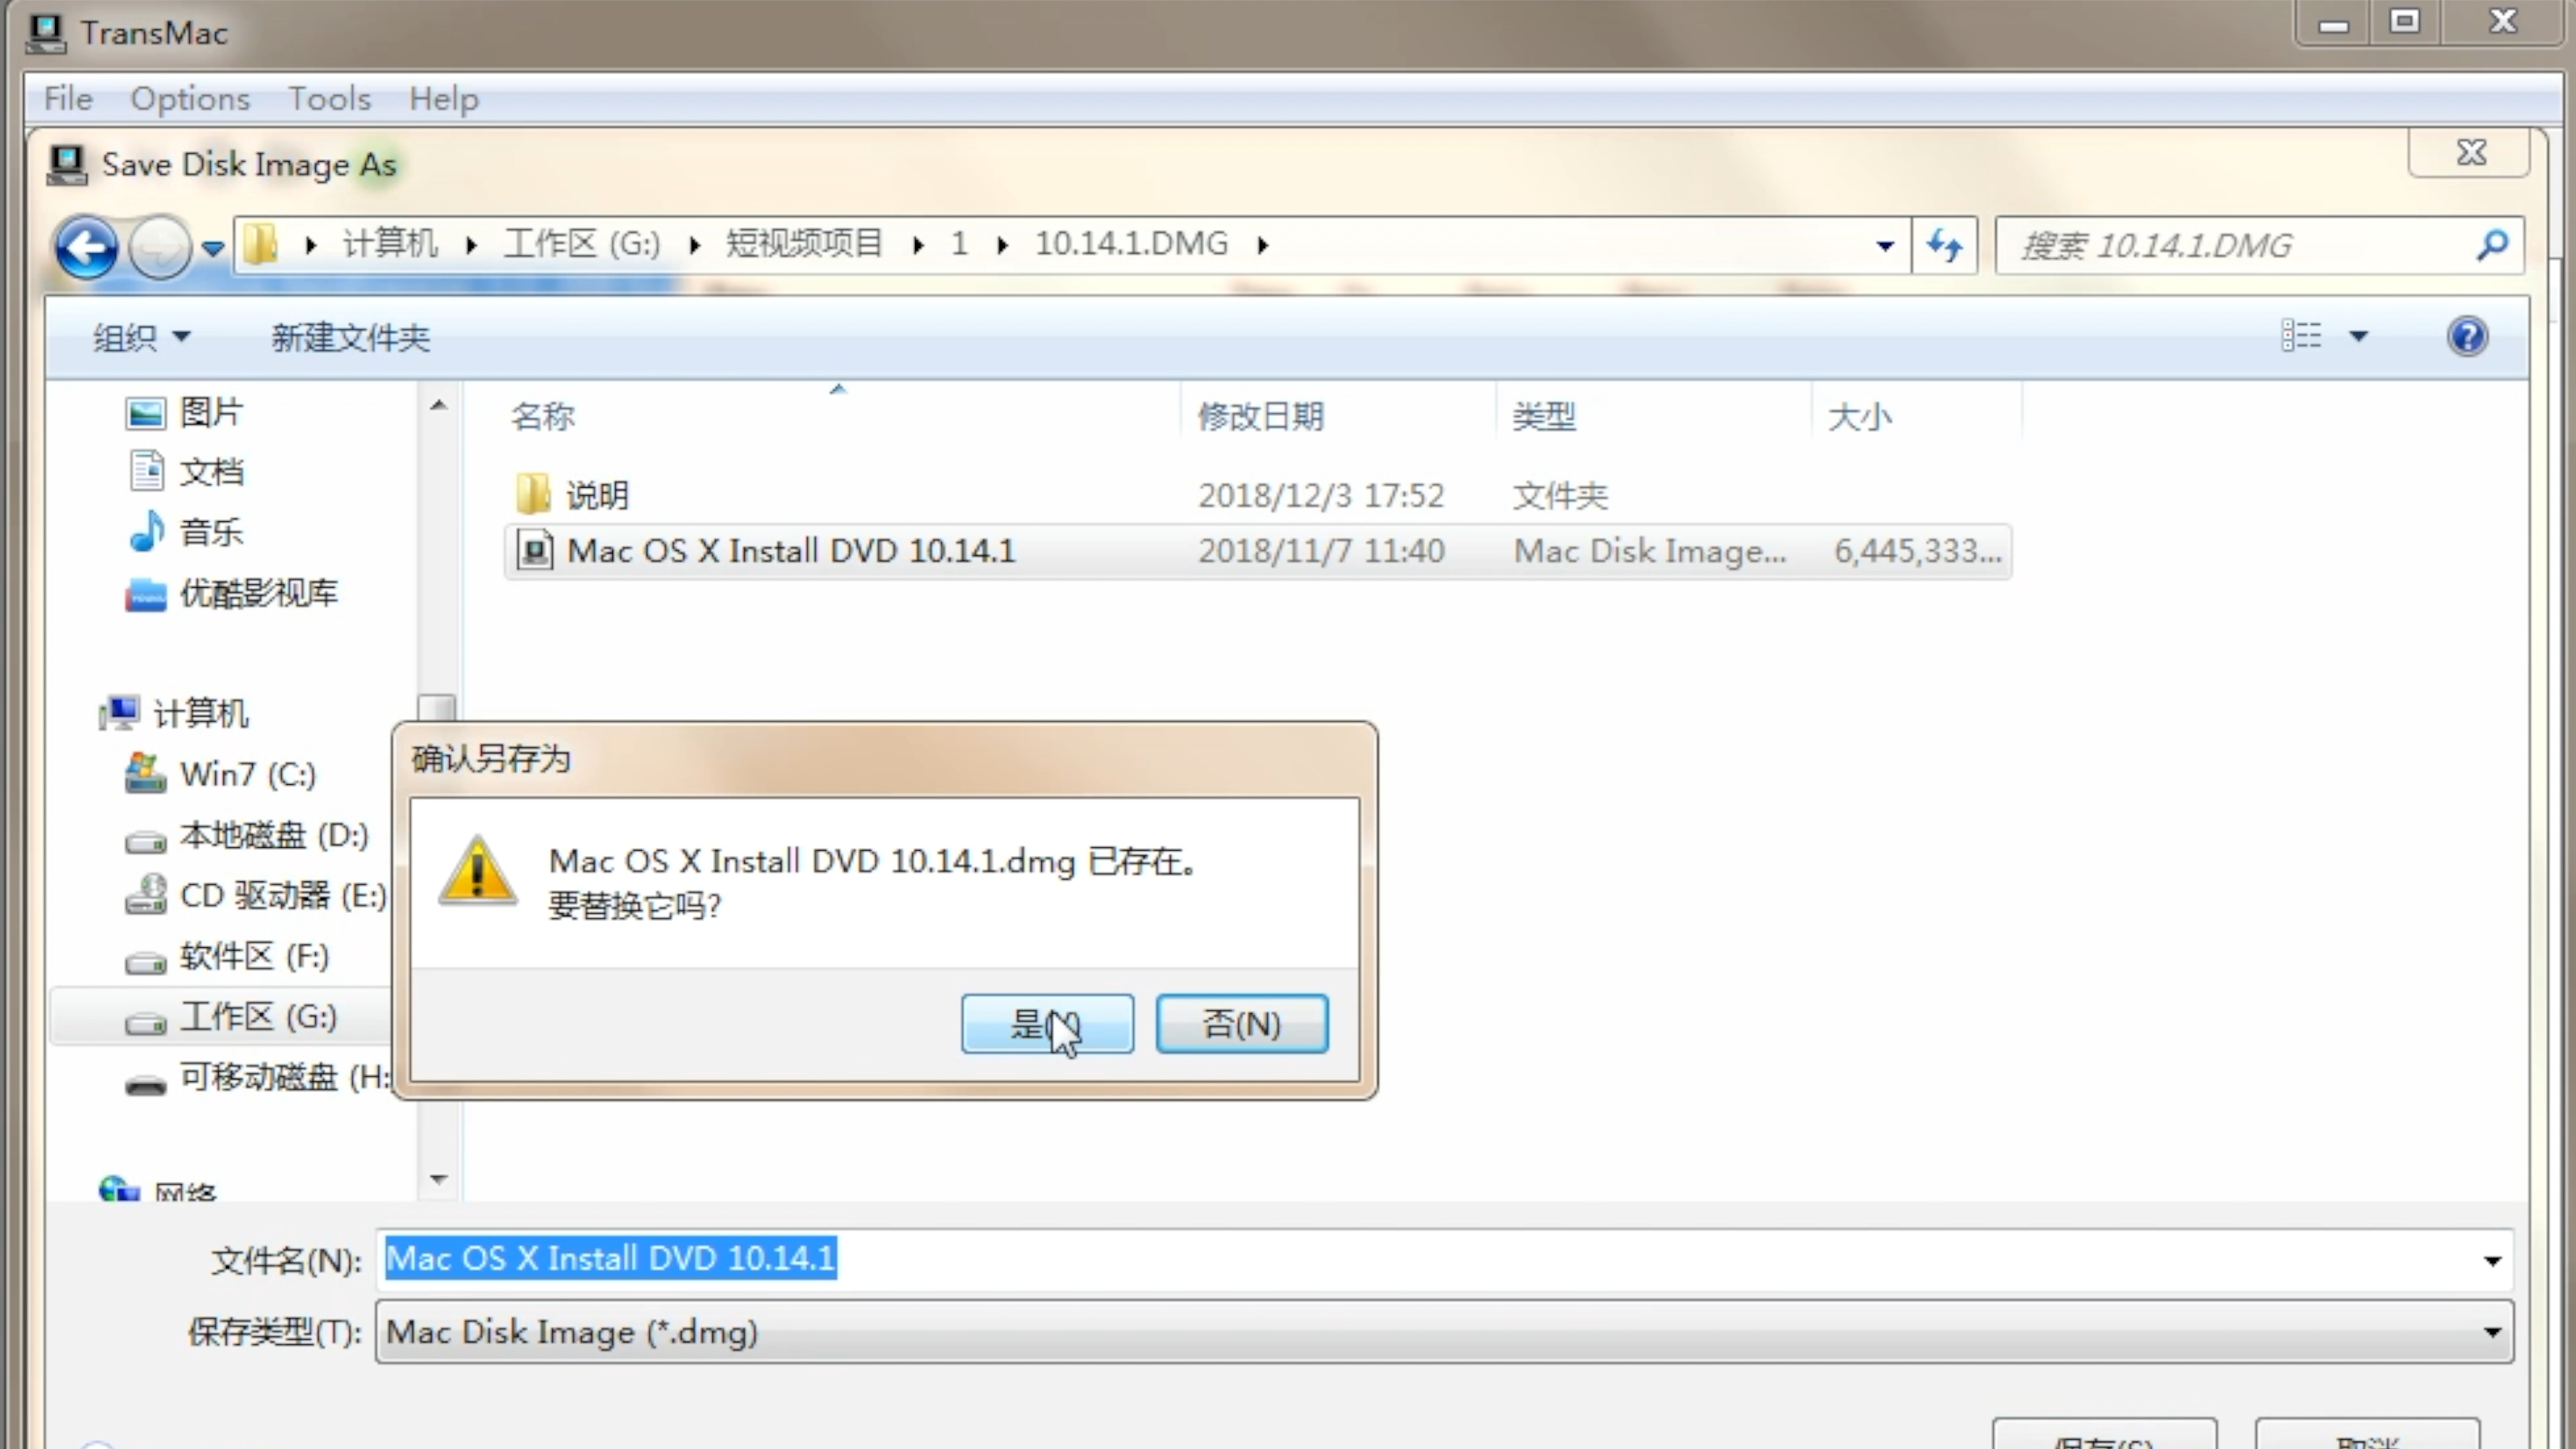 TransMac
File Options Tools Help
Save Disk Image As
计算机 工作区 (G:) 短视频项目 1 10.14.1.DMG
搜索 10.14.1.DMG
组织 新建文件夹
名称 修改日期 类型 大小
图片
文档
音乐
优酷影视库
说明 2018/12/3 17:52 文件夹
Mac OS X Install DVD 10.14.1 2018/11/7 11:40 Mac Disk Image... 6,445,333...
计算机
Win7 (C:)
本地磁盘 (D:)
CD 驱动器 (E:)
软件区 (F:)
工作区 (G:)
可移动磁盘 (H:
网络
确认另存为
Mac OS X Install DVD 10.14.1.dmg 已存在。
要替换它吗?
是(Y) 否(N)
文件名(N): Mac OS X Install DVD 10.14.1
保存类型(T): Mac Disk Image (*.dmg)
保存(S) 取消